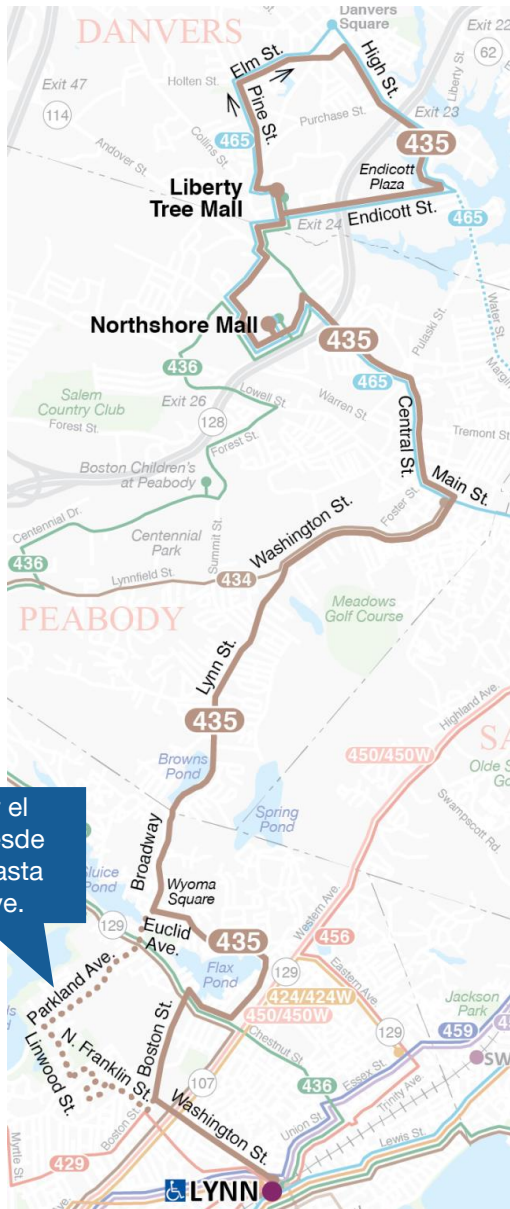 DANVERS
Danvers
Square
Elm St.
High St.
62
Liberty St.
Exit 22
Exit 47
Holten St.
114
Pine St.
Purchase St.
Exit 23
Collins St.
465
435
Andover St.
Endicott
Plaza
Liberty
Tree Mall
Endicott St.
465
Exit 24
Northshore Mall
435
Water St.
Pulaski St.
436
465
Lowell St.
Warren St.
Central St.
Salem
Country Club
Forest St.
Exit 26
128
Forest St.
Tremont St
Boston Children's
at Peabody
Main St.
Foster St.
Washington St.
Centennial Dr.
Centennial
Park
Summit St.
436
Lynnfield St.
434
PEABODY
Meadows
Golf Course
Lynn St.
435
Highland Ave.
450/450W
Browns
Pond
Spring
Pond
Swampscott Rd.
el
esde
asta
ve.
Broadway
Wyoma
Square
Western Ave.
129
Euclid
Ave.
435
456
Flax
Pond
129
Eastern Ave
Parkland Ave.
424/424W
450/450W
Jackson
Park
Boston St.
Chestnut St.
129
459
N. Franklin St.
Linwood St.
107
436
Essex St.
SW
Boston St.
Washington St.
Union St.
Trinity Ave.
Myrtle St.
429
Lewis St.
LYNN